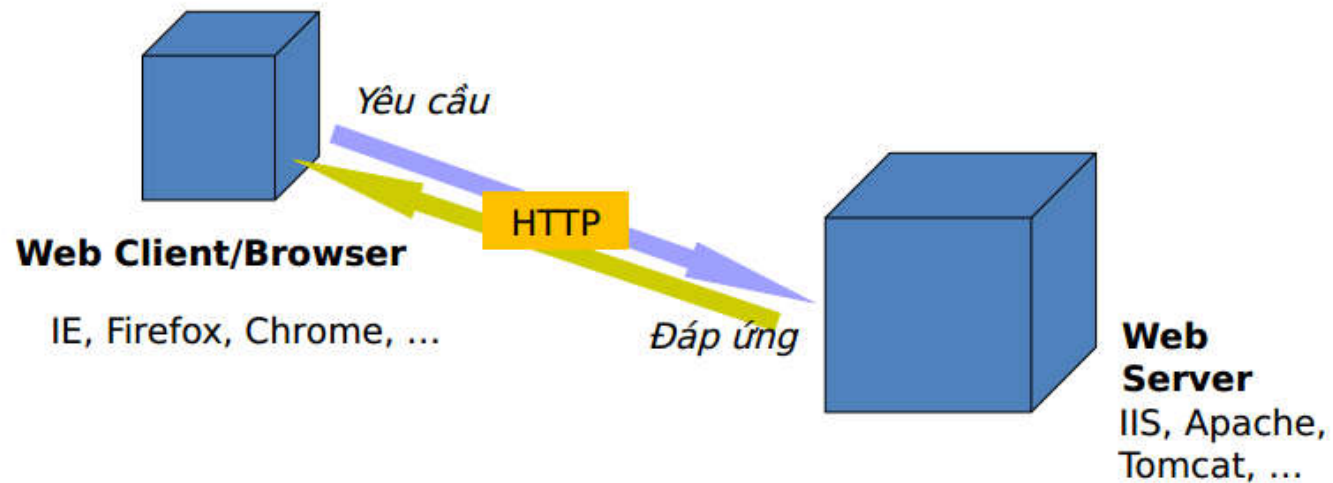 Yêu cầu
HTTP
Web Client/Browser
IE, Firefox, Chrome, ...
Đáp ứng
Web
Server
IIS, Apache,
Tomcat, ...